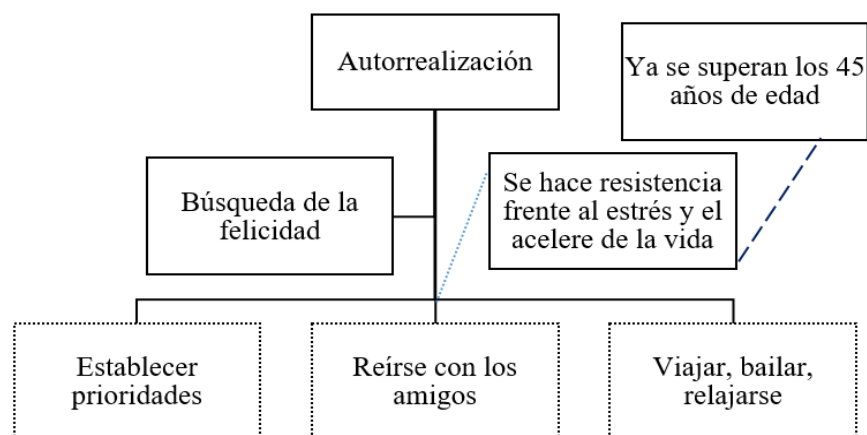 Autorrealización
Ya se superan los 45
años de edad
Búsqueda de la
felicidad
Se hace resistencia
frente al estrés y el
acelere de la vida
Establecer
prioridades
Reírse con los
amigos
Viajar, bailar,
relajarse